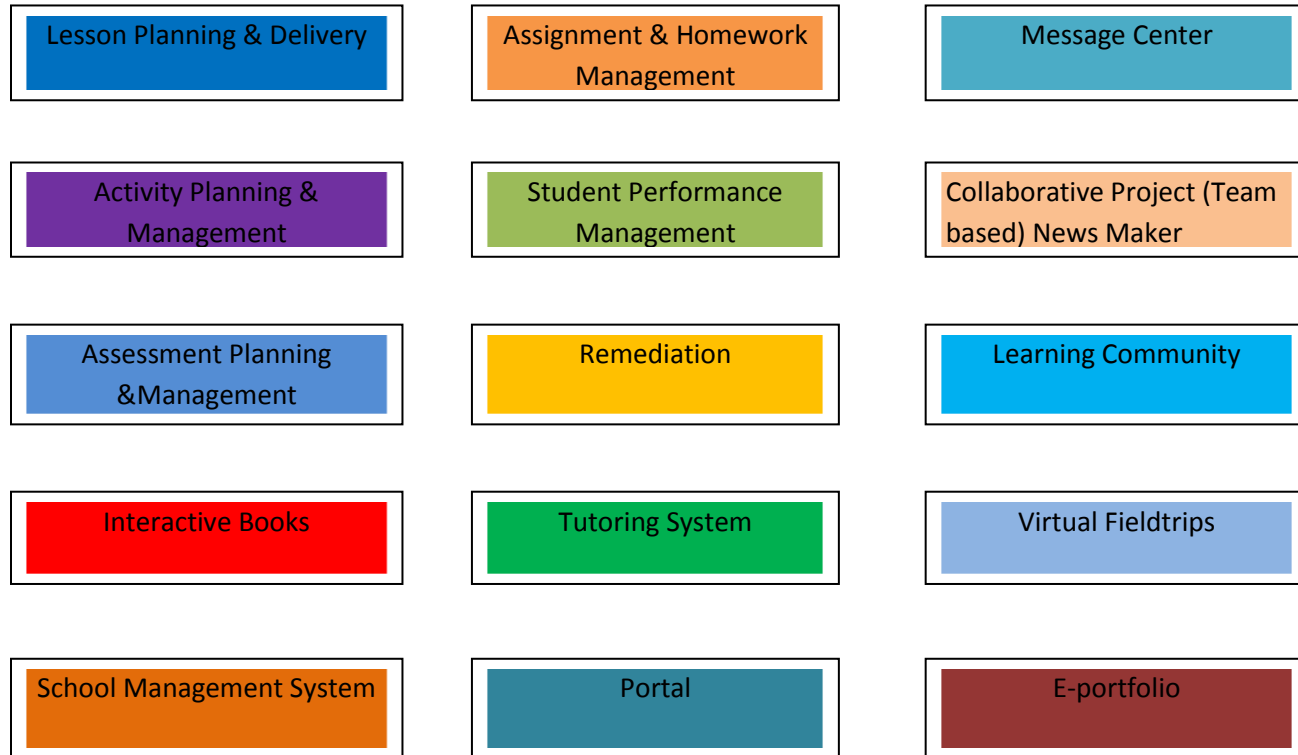 Lesson Planning & Delivery
Assignment & Homework
Management
Message Center
Activity Planning &
Management
Student Performance
Management
Collaborative Project (Team
based) News Maker
Assessment Planning
&Management
Remediation
Learning Community
Interactive Books
Tutoring System
Virtual Fieldtrips
School Management System
Portal
E-portfolio